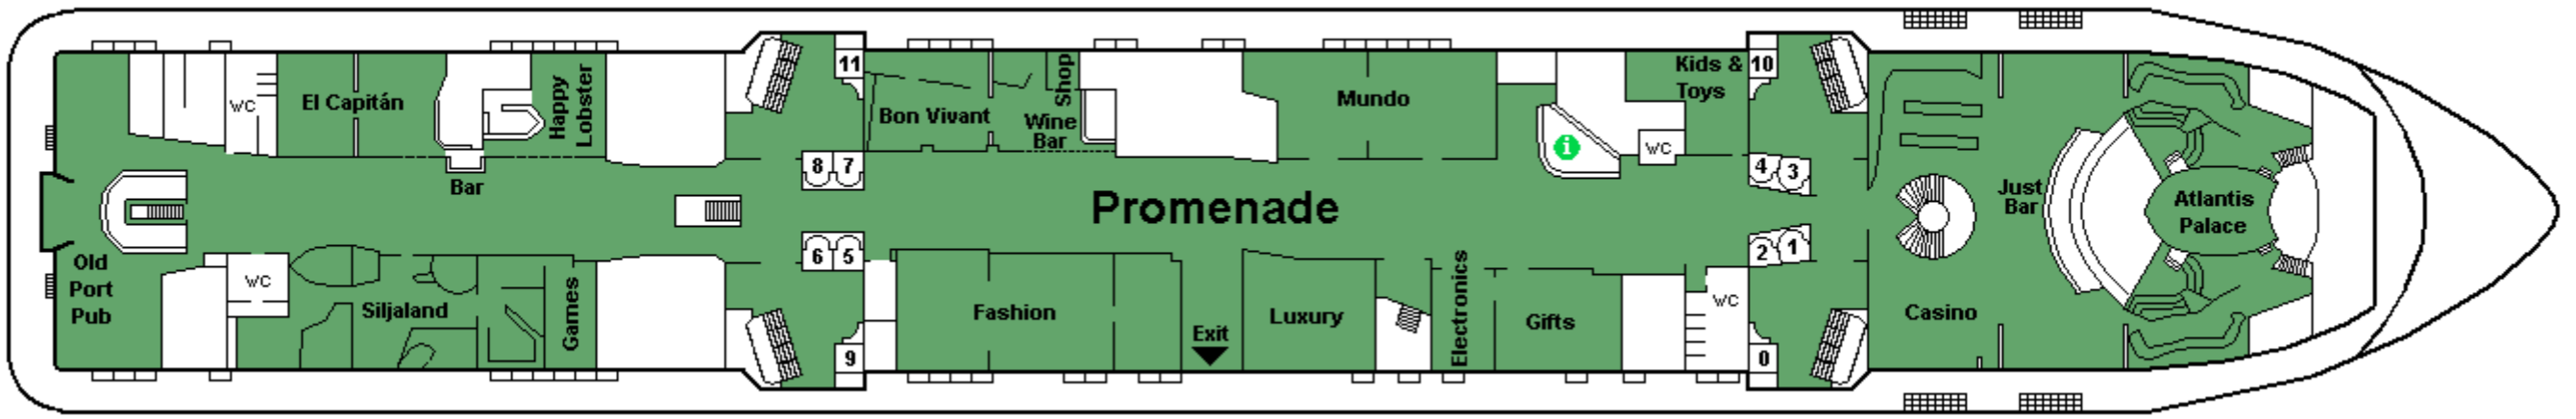 WC
El Capitán
Happy
Lobster
11
Bon Vivant
Shop
Wine
Bar
Mundo
i
WC
Kids &
Toys
10
Bar
8
7
4
3
Promenade
Just
Bar
Atlantis
Palace
Old
Port
Pub
WC
Siljaland
Games
6
5
9
Fashion
Exit
Luxury
Electronics
Gifts
WC
2
1
0
Casino